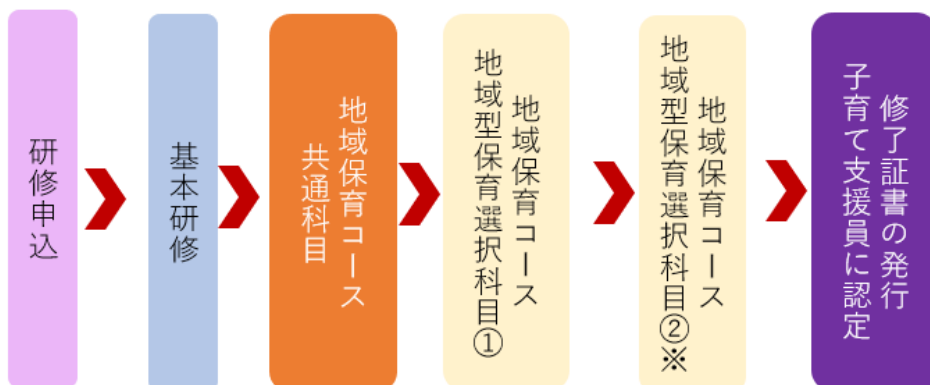 研修申込
基本研修
地域保育コース
共通科目
地域保育コース
地域型保育選択科目①
地域保育コース
地域型保育選択科目②※
修了証書の発行
子育て支援員に認定